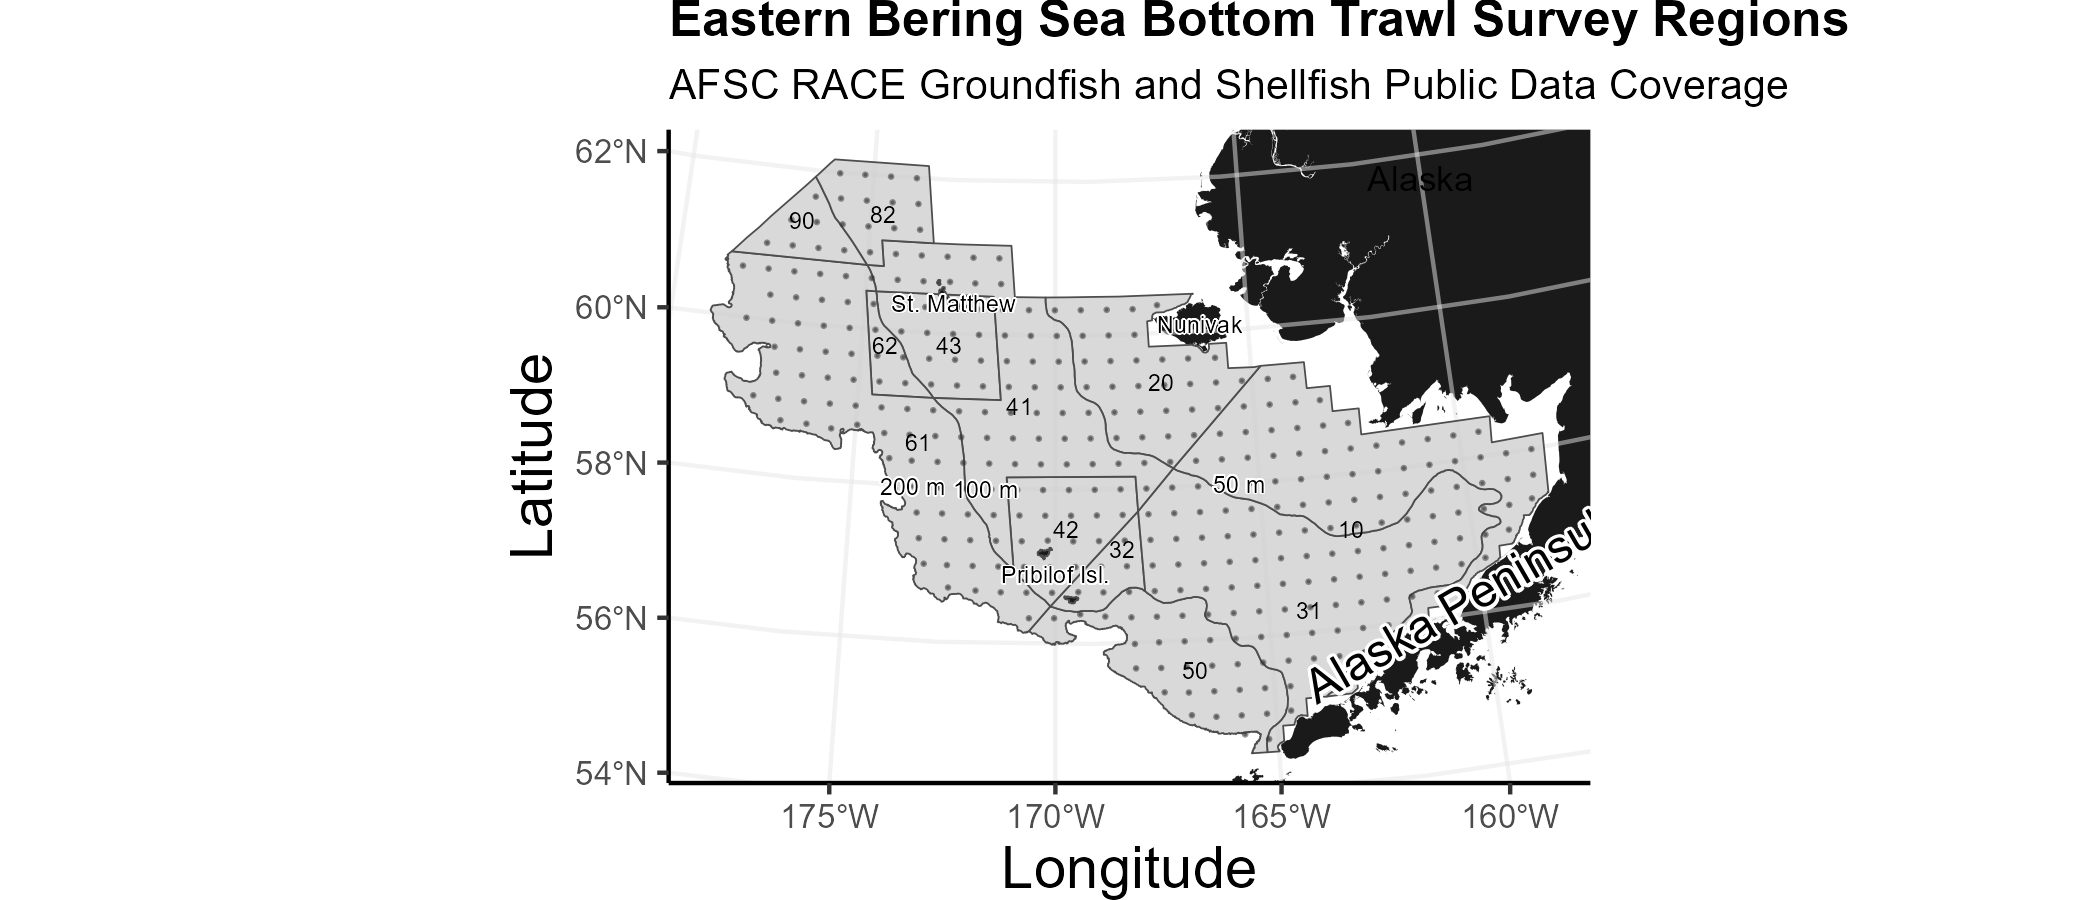 Eastern Bering Sea Bottom Trawl Survey Regions
AFSC RACE Groundfish and Shellfish Public Data Coverage
62°N
60°N
58°N
56°N
54°N
Latitude
Alaska
90
82
St. Matthew
Nunivak
62
43
20
41
61
200 m
100 m
50 m
42
10
32
Pribilof Isl.
31
50
Alaska Peninsul
175°W
170°W
165°W
160°W
Longitude